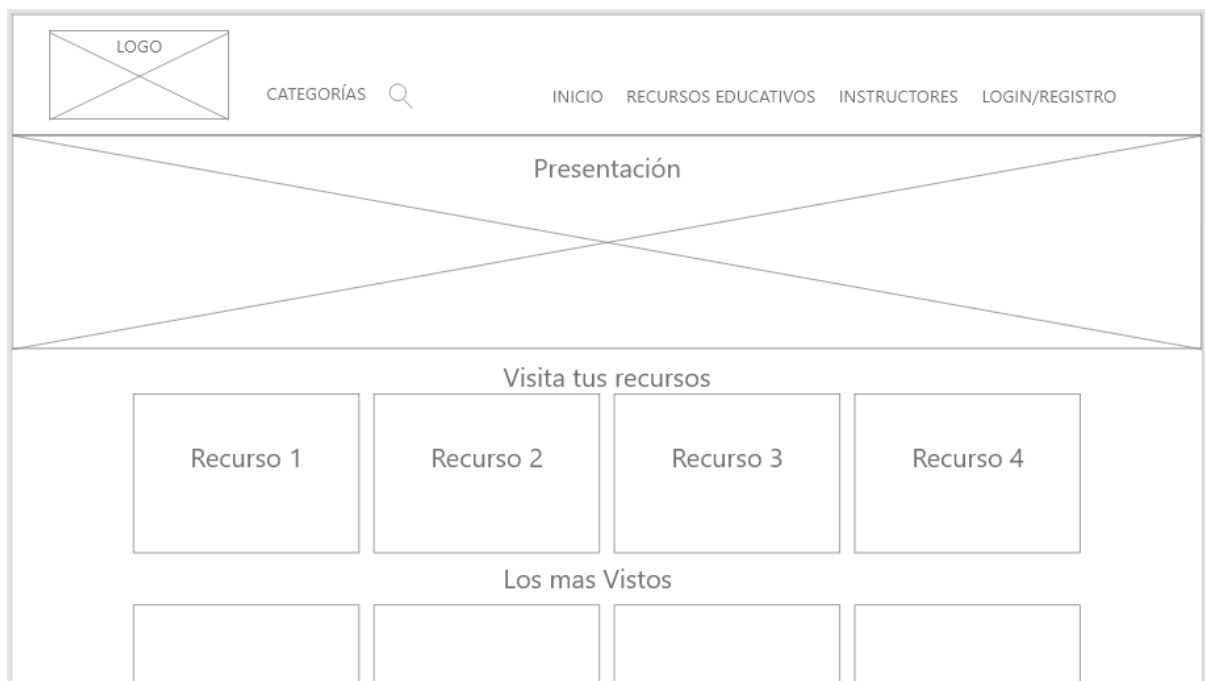 LOGO
CATEGORÍAS
INICIO RECURSOS EDUCATIVOS INSTRUCTORES LOGIN/REGISTRO
Presentación
Visita tus recursos
Recurso 1 Recurso 2 Recurso 3 Recurso 4
Los mas Vistos